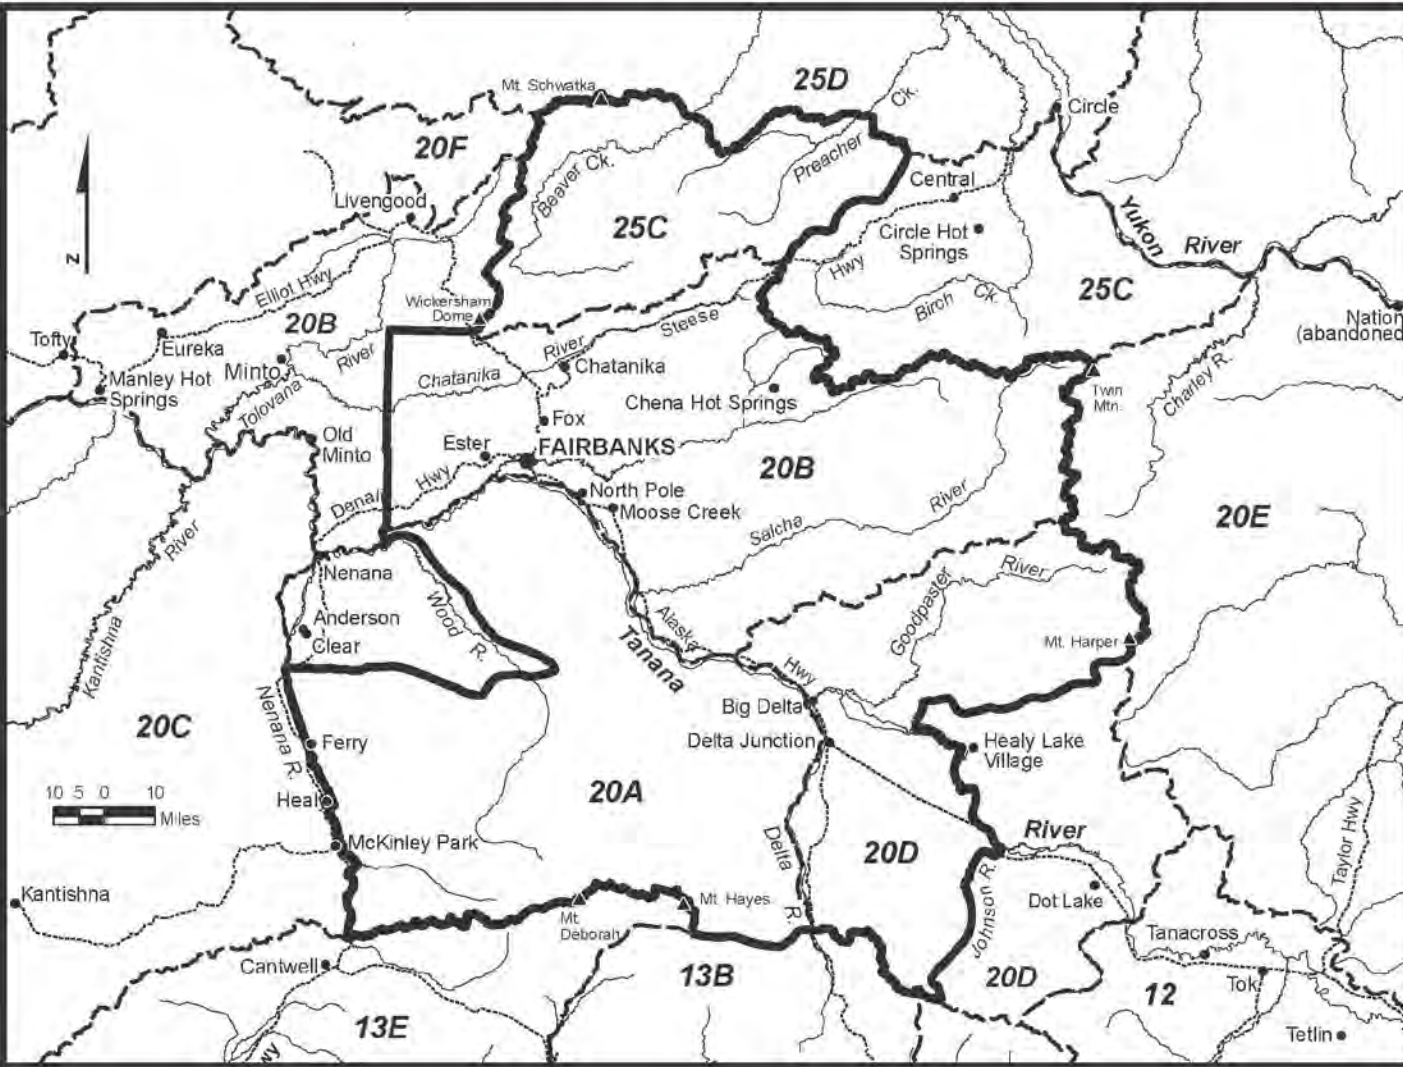 25D
Mt. Schwatka
Ck.
Circle
20F
Beaver Ck.
Preacher
Livengood
Central
25C
Yukon
River
Circle Hot
Springs
N
Hwy
Elliot Hwy
25C
Birch Ck.
Wickersham
Dome
20B
Steese
Nation
(abandoned)
Tofty
Eureka
River
River
Minto
Chatanika
Chatanika
Manley Hot
Springs
Tolovana
Chena Hot Springs
Twin
Mtn.
Charley R.
Fox
Old
Minto
Ester
FAIRBANKS
20B
Hwy
North Pole
Denali
Moose Creek
River
20E
Salcha
River
River
Nenana
Goodpaster
Wood
R.
Anderson
Clear
Alaska
Mt. Harper
Kantishna
Tanana
Hwy
Nenana R.
20C
Big Delta
Ferry
Delta Junction
Healy Lake
Village
10 5 0 10
Miles
Heal
20A
River
McKinley Park
Delta
R.
20D
Taylor Hwy
Kantishna
Mt. Hayes
Johnson R.
Dot Lake
Mt.
Deborah
Tanacross
Cantwell
13B
20D
12
Tok
13E
Tetlin
wy